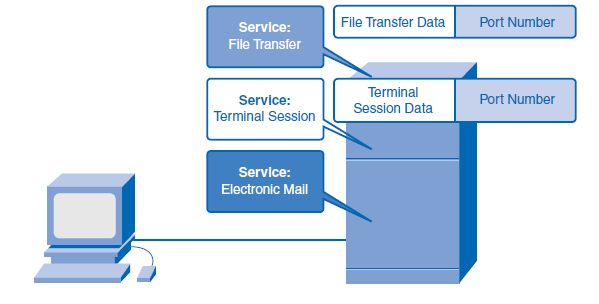 Service:
File Transfer
File Transfer Data
Port Number
Service:
Terminal Session
Terminal
Session Data
Port Number
Service:
Electronic Mail